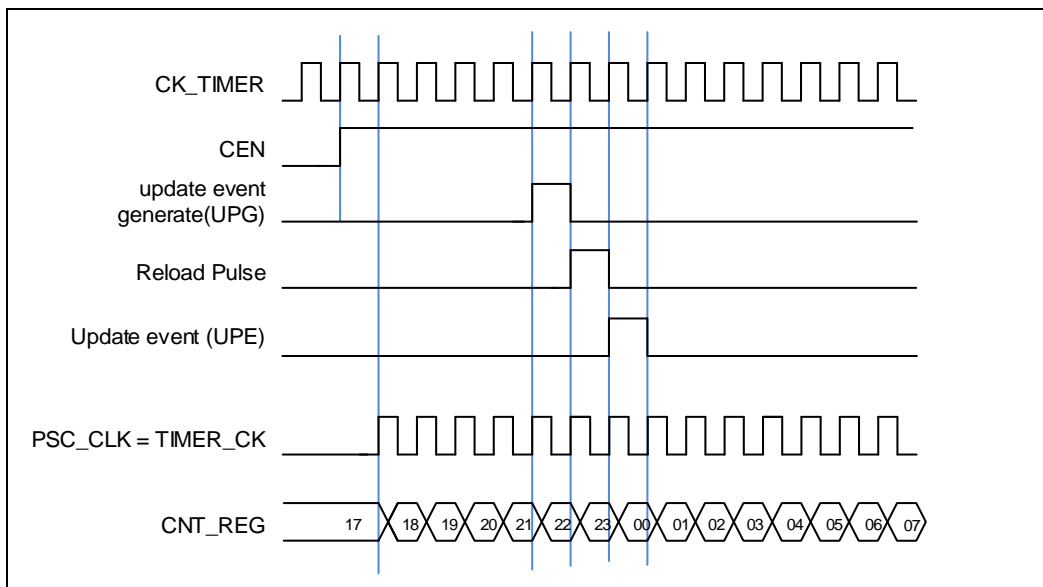 CK_TIMER
CEN
update event
generate(UPG)
Reload Pulse
Update event (UPE)
PSC_CLK = TIMER_CK
CNT_REG 17 18 19 20 21 22 23 00 01 02 03 04 05 06 07